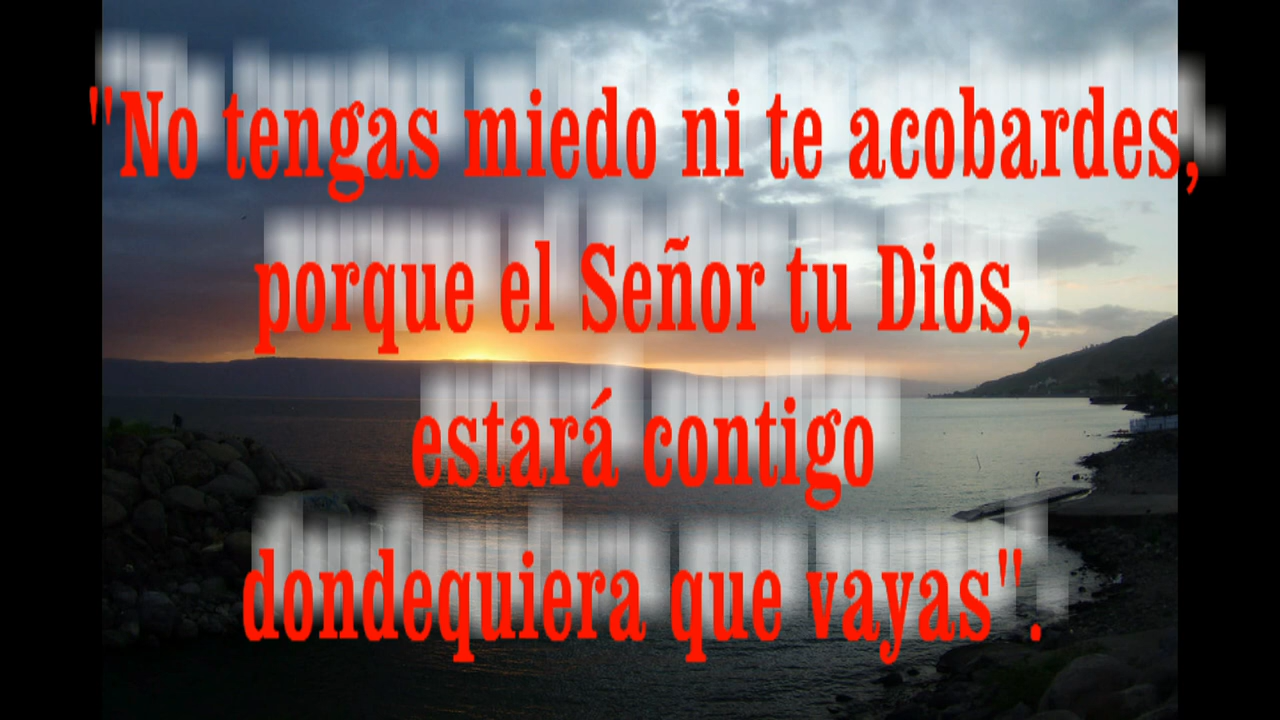 "No tengas miedo ni te acobardes,
porque el Señor tu Dios,
estará contigo
dondequiera que vayas".